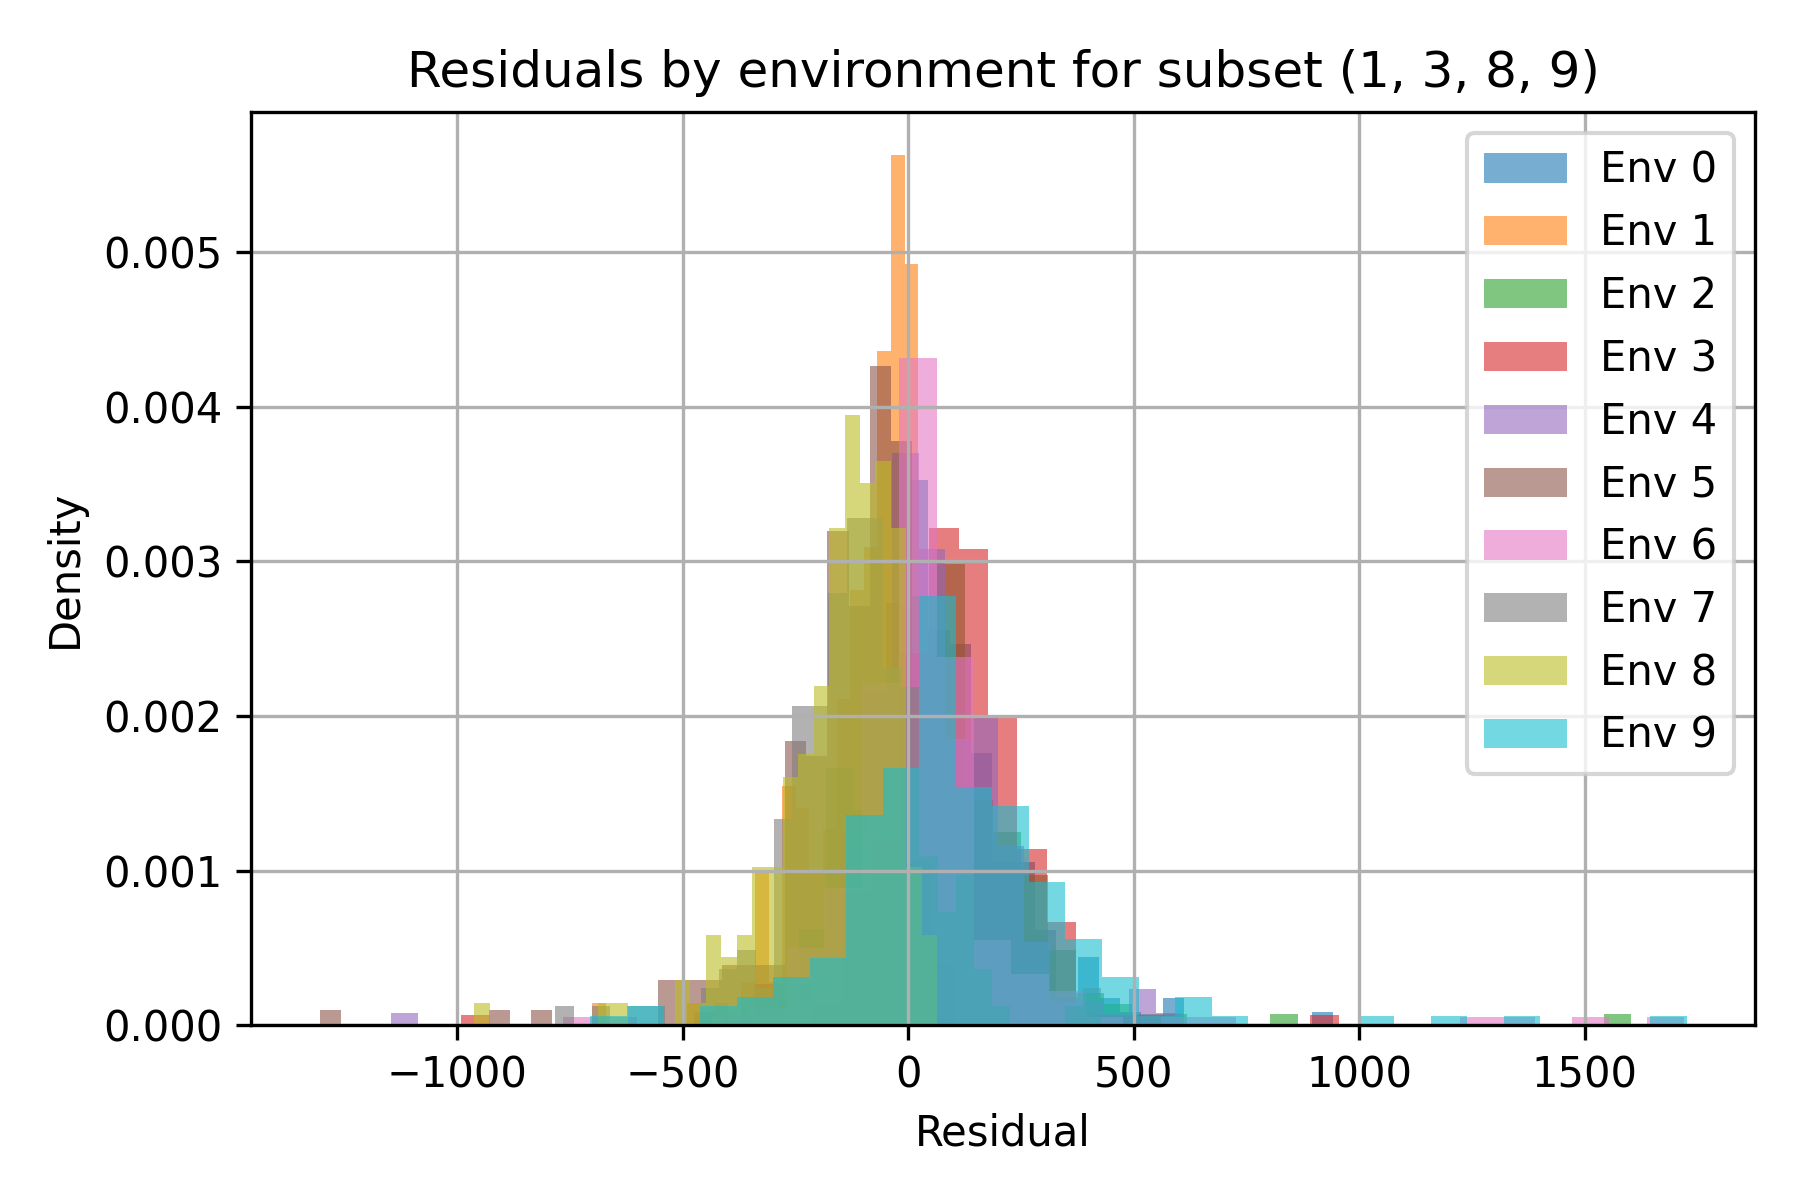 Residuals by environment for subset (1, 3, 8, 9)
Density
0.005
0.004
0.003
0.002
0.001
0.000
−1000
−500
0
500
1000
1500
Residual
Env 0
Env 1
Env 2
Env 3
Env 4
Env 5
Env 6
Env 7
Env 8
Env 9